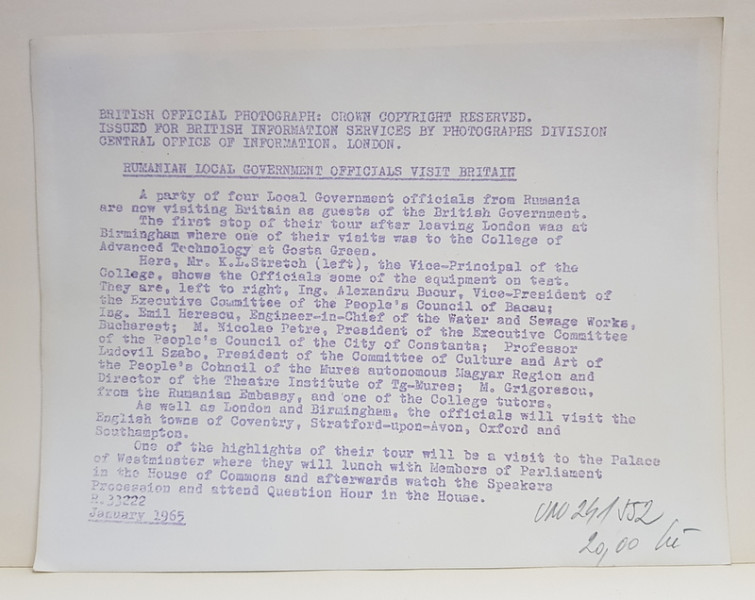 BRITISH OFFICIAL PHOTOGRAPH: CROWN COPYRIGHT RESERVED.
ISSUED FOR BRITISH INFORMATION SERVICES BY PHOTOGRAPHS DIVISION
CENTRAL OFFICE OF INFORMATION. LONDON.
RUMANIAN LOCAL GOVERNMENT OFFICIALS VISIT BRITAIN
A party of four Local Government officials from Rumania
are now visiting Britain as guests of the British Government.
The first stop of their tour after leaving London was at
Birmingham where one of their visits was to the College of
Advanced Technology at Gosta Green.
Here, Mr. K.L.Stretch (left), the Vice-Principal of the
College, shows the Officials some of the equipment on test.
They are, left to right, Ing. Alexandru Bucur, Vice-President of
the Executive Committee of the People's Council of Bacau;
Ing. Emil Herescu, Engineer-in-Chief of the Water and Sewage Works,
Bucharest; M. Nicolae Petre, President of the Executive Committee
of the People's Council of the City of Constanta; Professor
Ludovil Szabo, President of the Committee of Culture and Art of
the People's Cohncil of the Mures autonomous Magyar Region and
Director of the Theatre Institute of Tg-Mures; M. Grigorescu,
from the Rumanian Embassy, and one of the College tutors.
As well as London and Birmingham, the officials will visit the
English towns of Coventry, Stratford-upon-Avon, Oxford and
Southampton.
One of the highlights of their tour will be a visit to the Palace
of Westminster where they will lunch with Members of Parliament
in the House of Commons and afterwards watch the Speakers
Procession and attend Question Hour in the House.
R.33222
January 1965
20,00